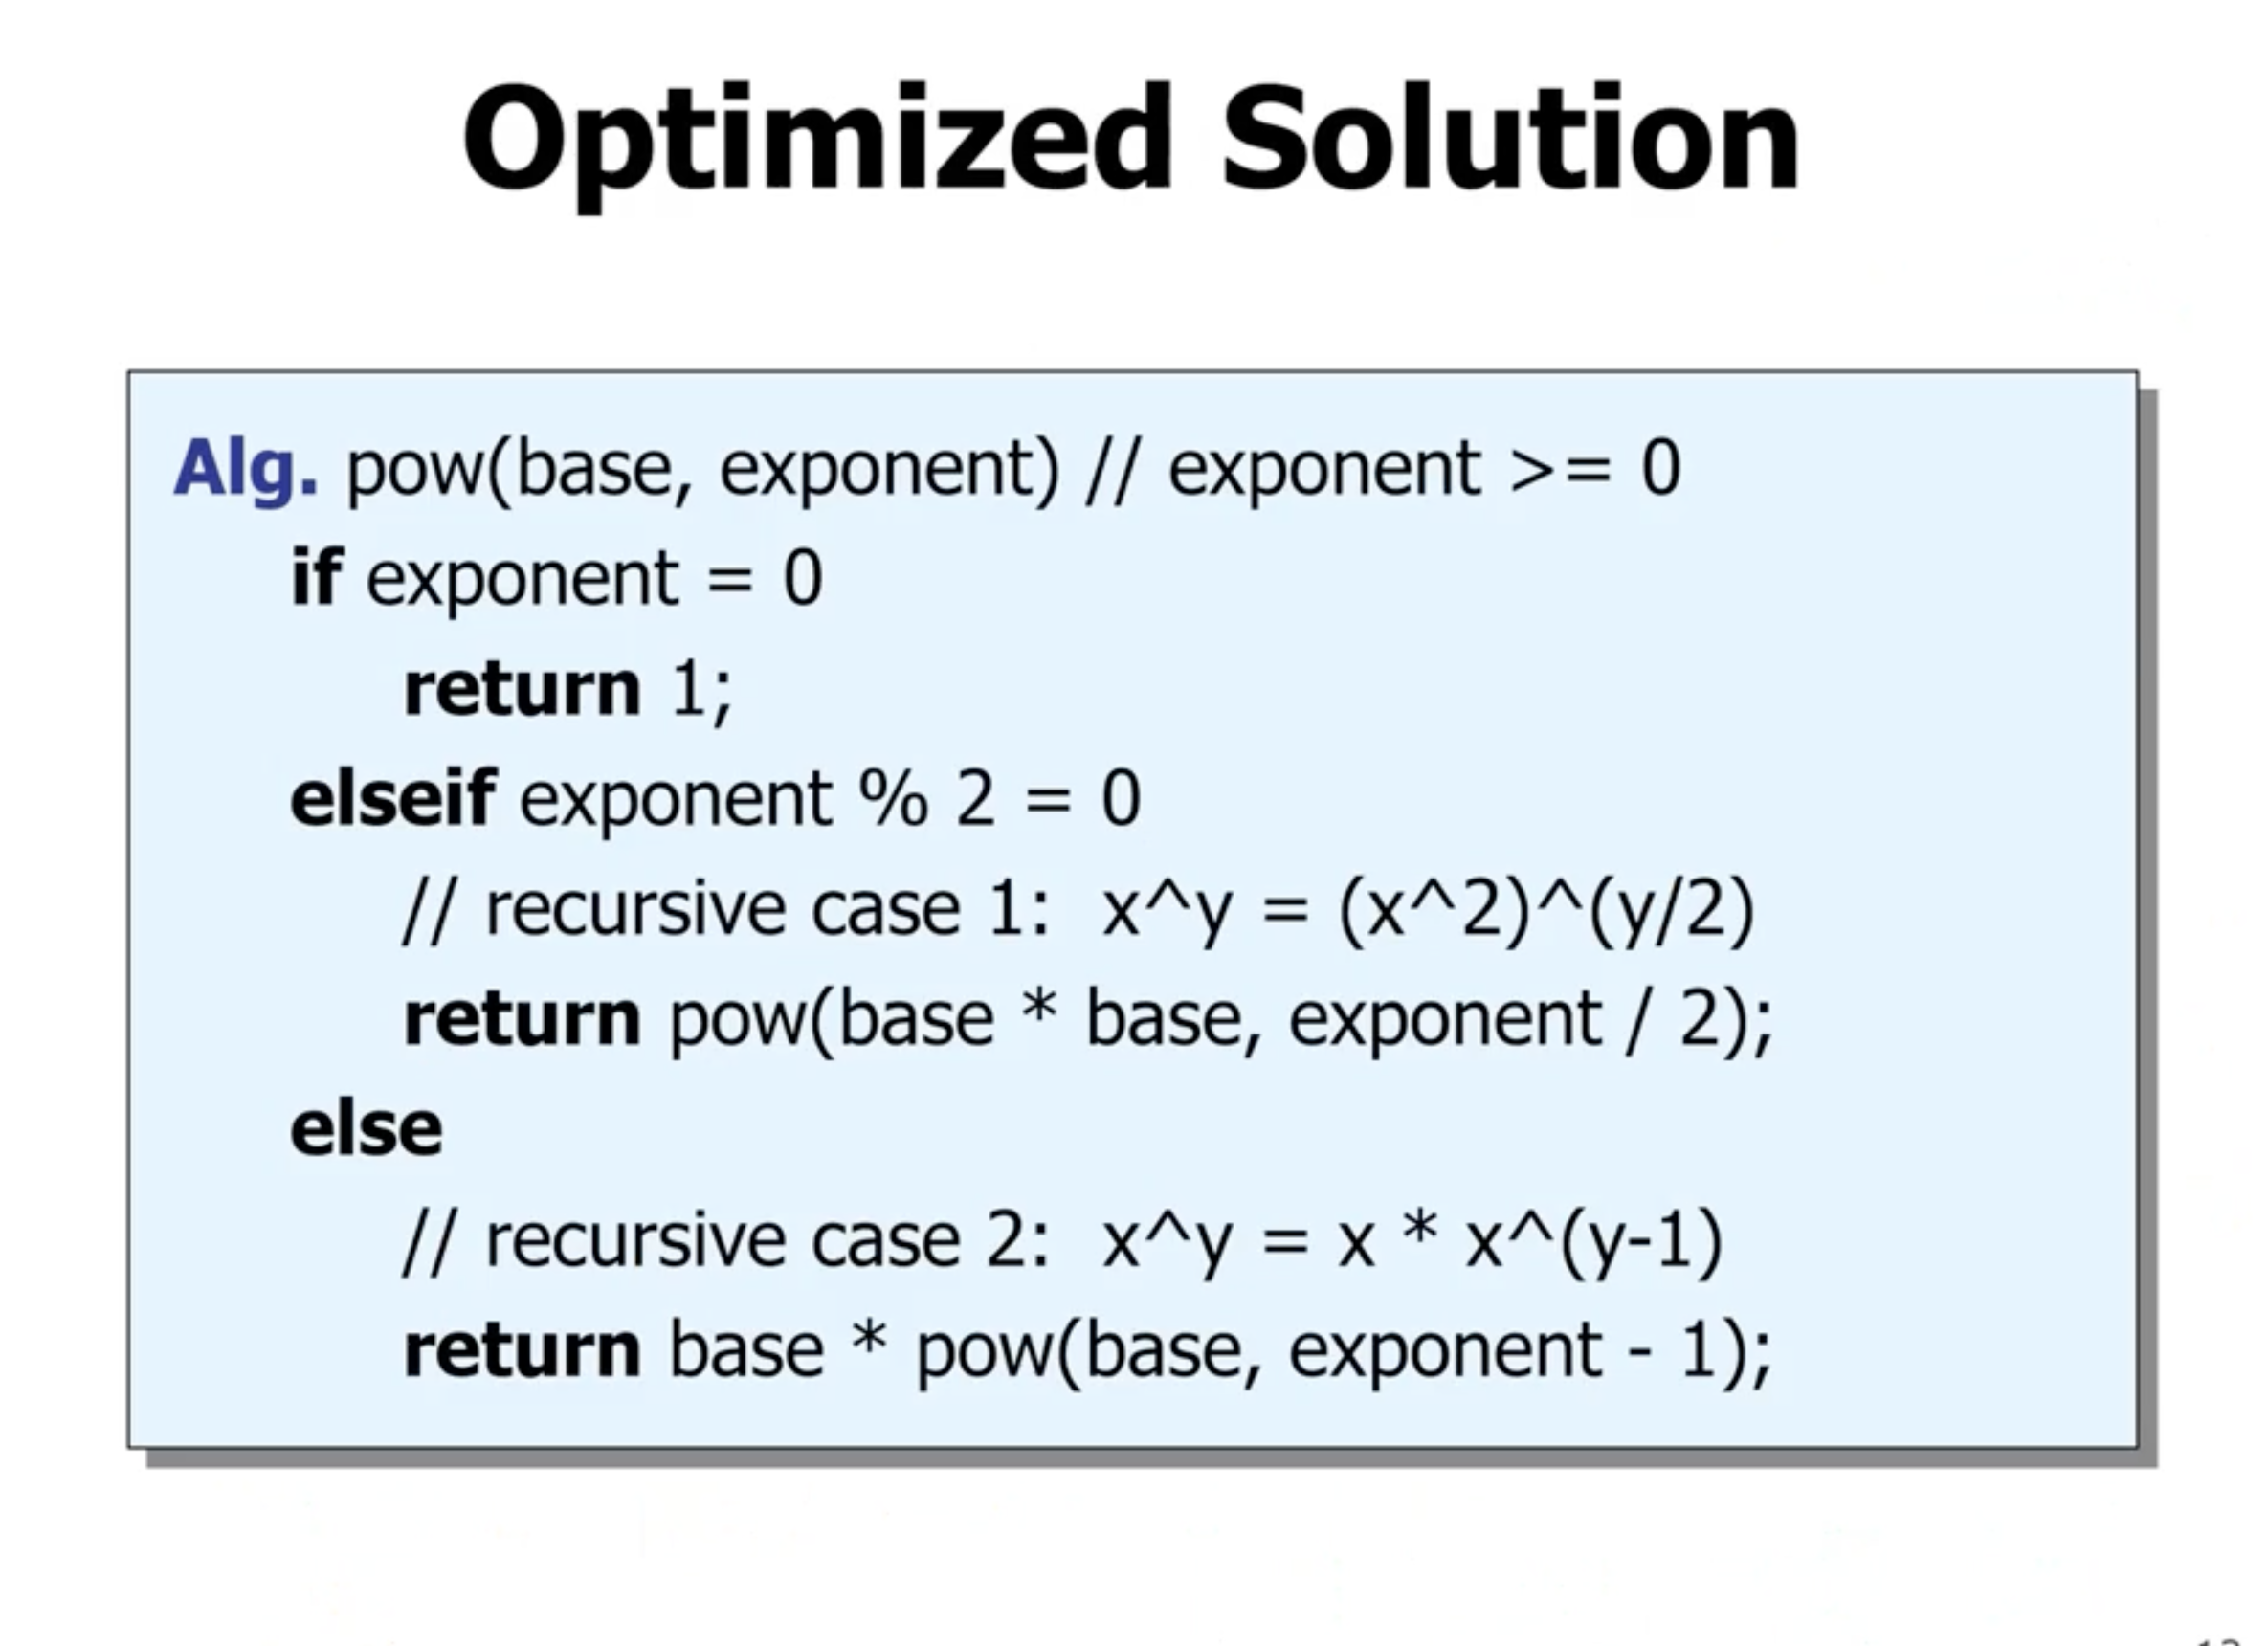 Optimized Solution
Alg. pow(base, exponent) // exponent >= 0
if exponent = 0
return 1;
elseif exponent % 2 = 0
// recursive case 1:  x^y = (x^2)^(y/2)
return pow(base * base, exponent / 2);
else
// recursive case 2:  x^y = x * x^(y-1)
return base * pow(base, exponent - 1);